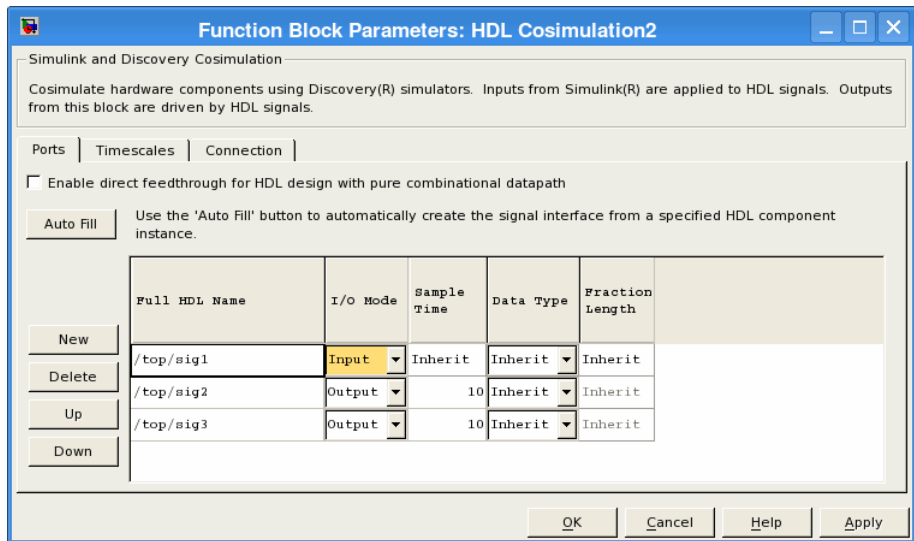 Function Block Parameters: HDL Cosimulation2
Simulink and Discovery Cosimulation
Cosimulate hardware components using Discovery(R) simulators.  Inputs from Simulink(R) are applied to HDL signals.  Outputs
from this block are driven by HDL signals.
Ports Timescales Connection
Enable direct feedthrough for HDL design with pure combinational datapath
Auto Fill
Use the 'Auto Fill' button to automatically create the signal interface from a specified HDL component
instance.
Full HDL Name I/O Mode Sample Time Data Type Fraction Length
/top/sig1 Input Inherit Inherit Inherit
/top/sig2 Output 10 Inherit Inherit
/top/sig3 Output 10 Inherit Inherit
New
Delete
Up
Down
OK Cancel Help Apply